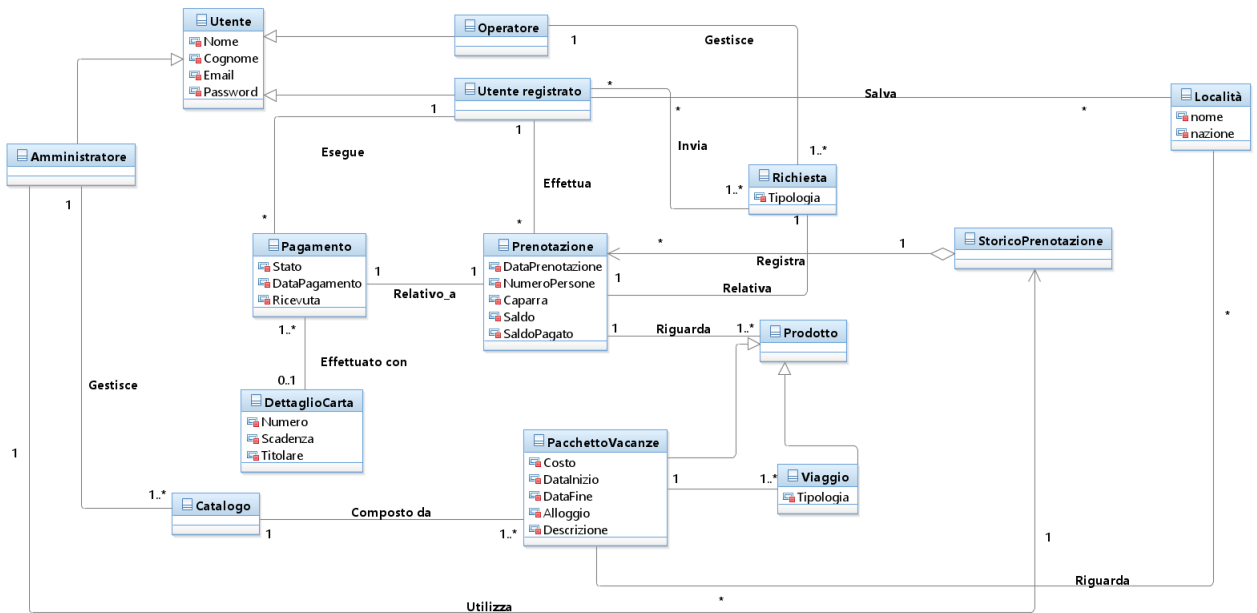 Utente
Nome
Cognome
Email
Password
Operatore
1
Gestisce
1..*
Utente registrato
*
Salva
*
Località
nome
nazione
1
Esegue
*
1
Effettua
*
*
Invia
1..*
Richiesta
Tipologia
1
Amministratore
1
Gestisce
1..*
1
Utilizza
1
Pagamento
Stato
DataPagamento
Ricevuta
1
Relativo_a
1
Prenotazione
DataPrenotazione
NumeroPersone
Caparra
Saldo
SaldoPagato
*
Registra
1
StoricoPrenotazione
1
Relativa
1
Riguarda
1..*
Prodotto
1..*
Effettuato con
0..1
DettaglioCarta
Numero
Scadenza
Titolare
PacchettoVacanze
Costo
DataInizio
DataFine
Alloggio
Descrizione
1
1..*
Viaggio
Tipologia
Catalogo
1
Composto da
1..*
*
Riguarda
*